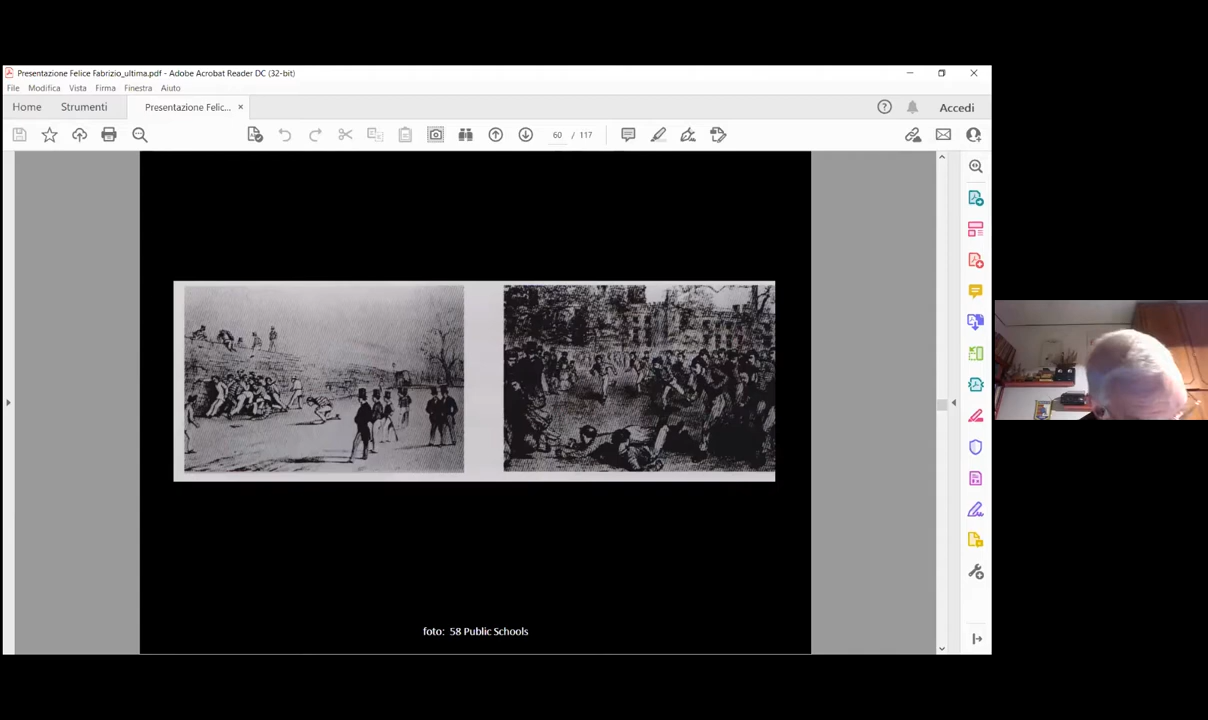 Presentazione Felice Fabrizio_ultima.pdf - Adobe Acrobat Reader DC (32-bit)
File Modifica Vista Firma Finestra Aiuto
Home Strumenti Presentazione Felic... × Accedi
60 / 117
foto: 58 Public Schools